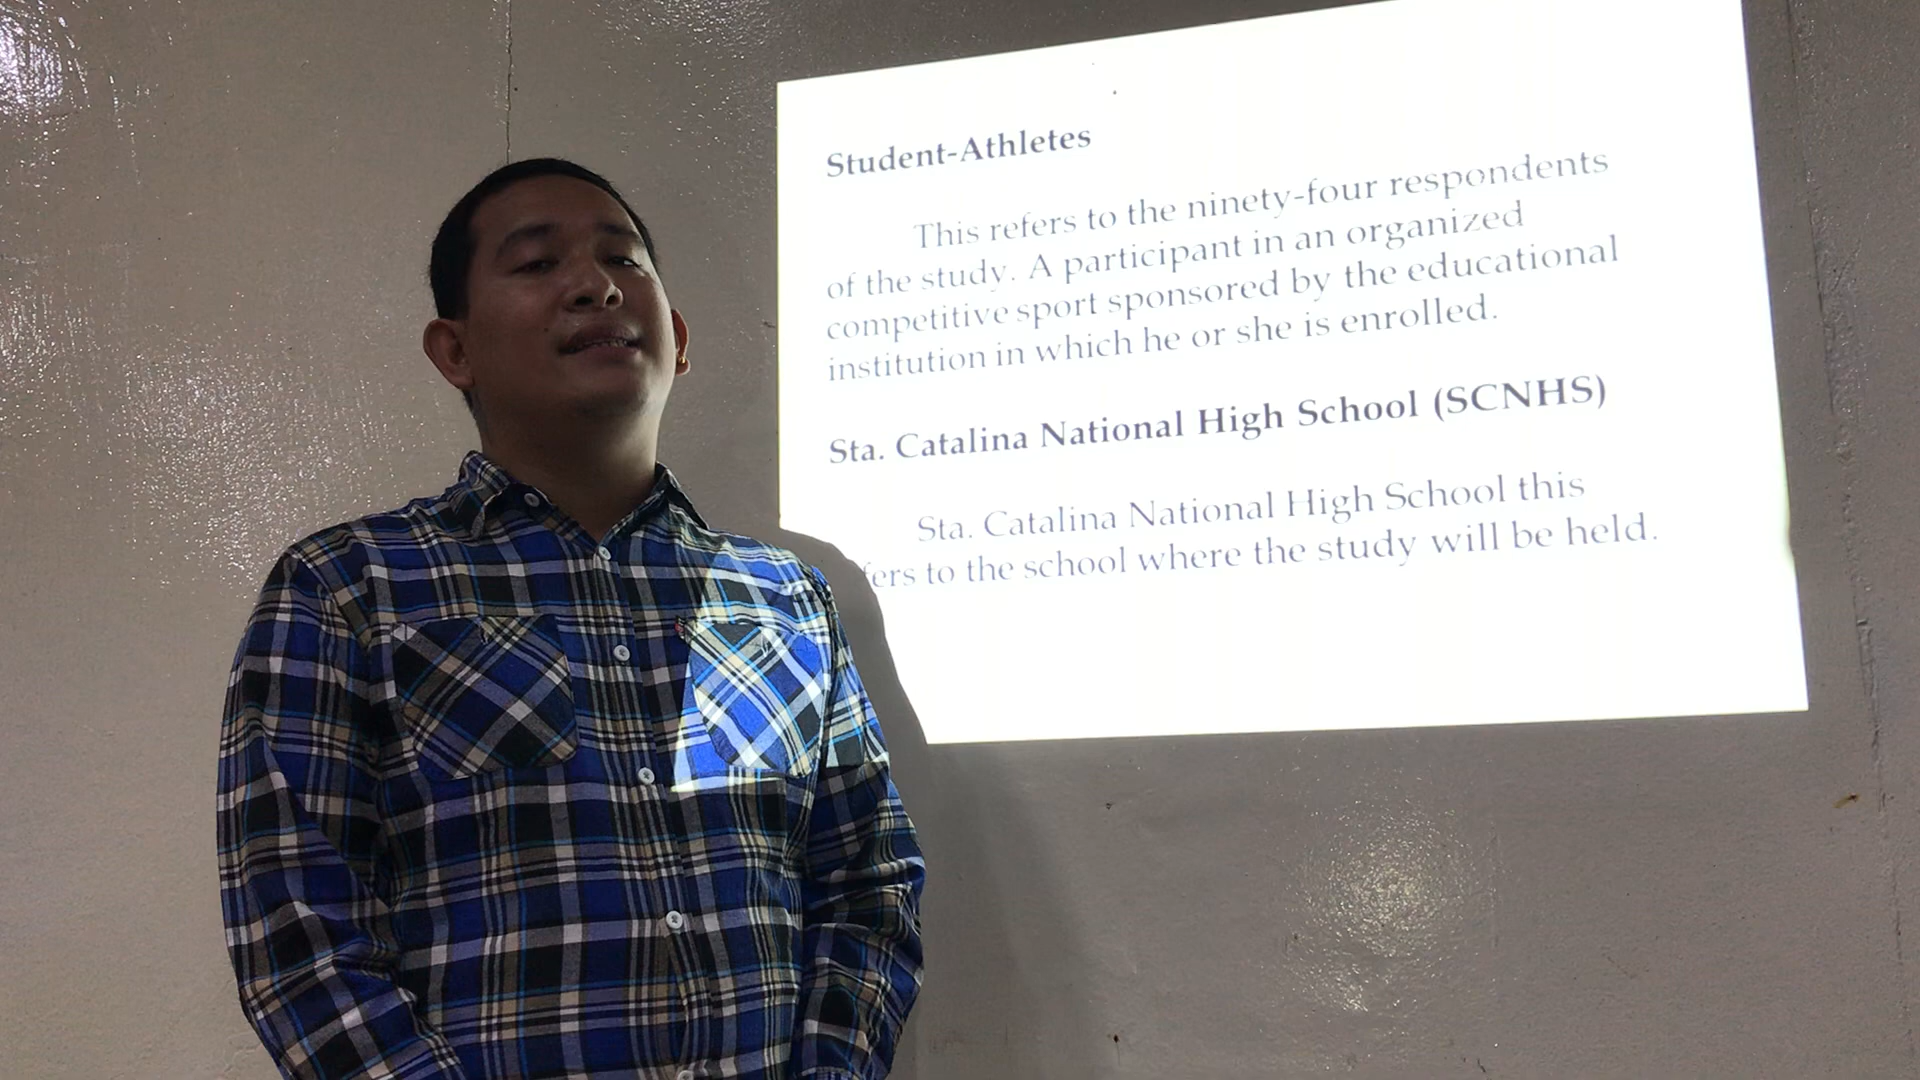 Student-Athletes
This refers to the ninety-four respondents
of the study. A participant in an organized
competitive sport sponsored by the educational
institution in which he or she is enrolled.
Sta. Catalina National High School (SCNHS)
Sta. Catalina National High School this
fers to the school where the study will be held.